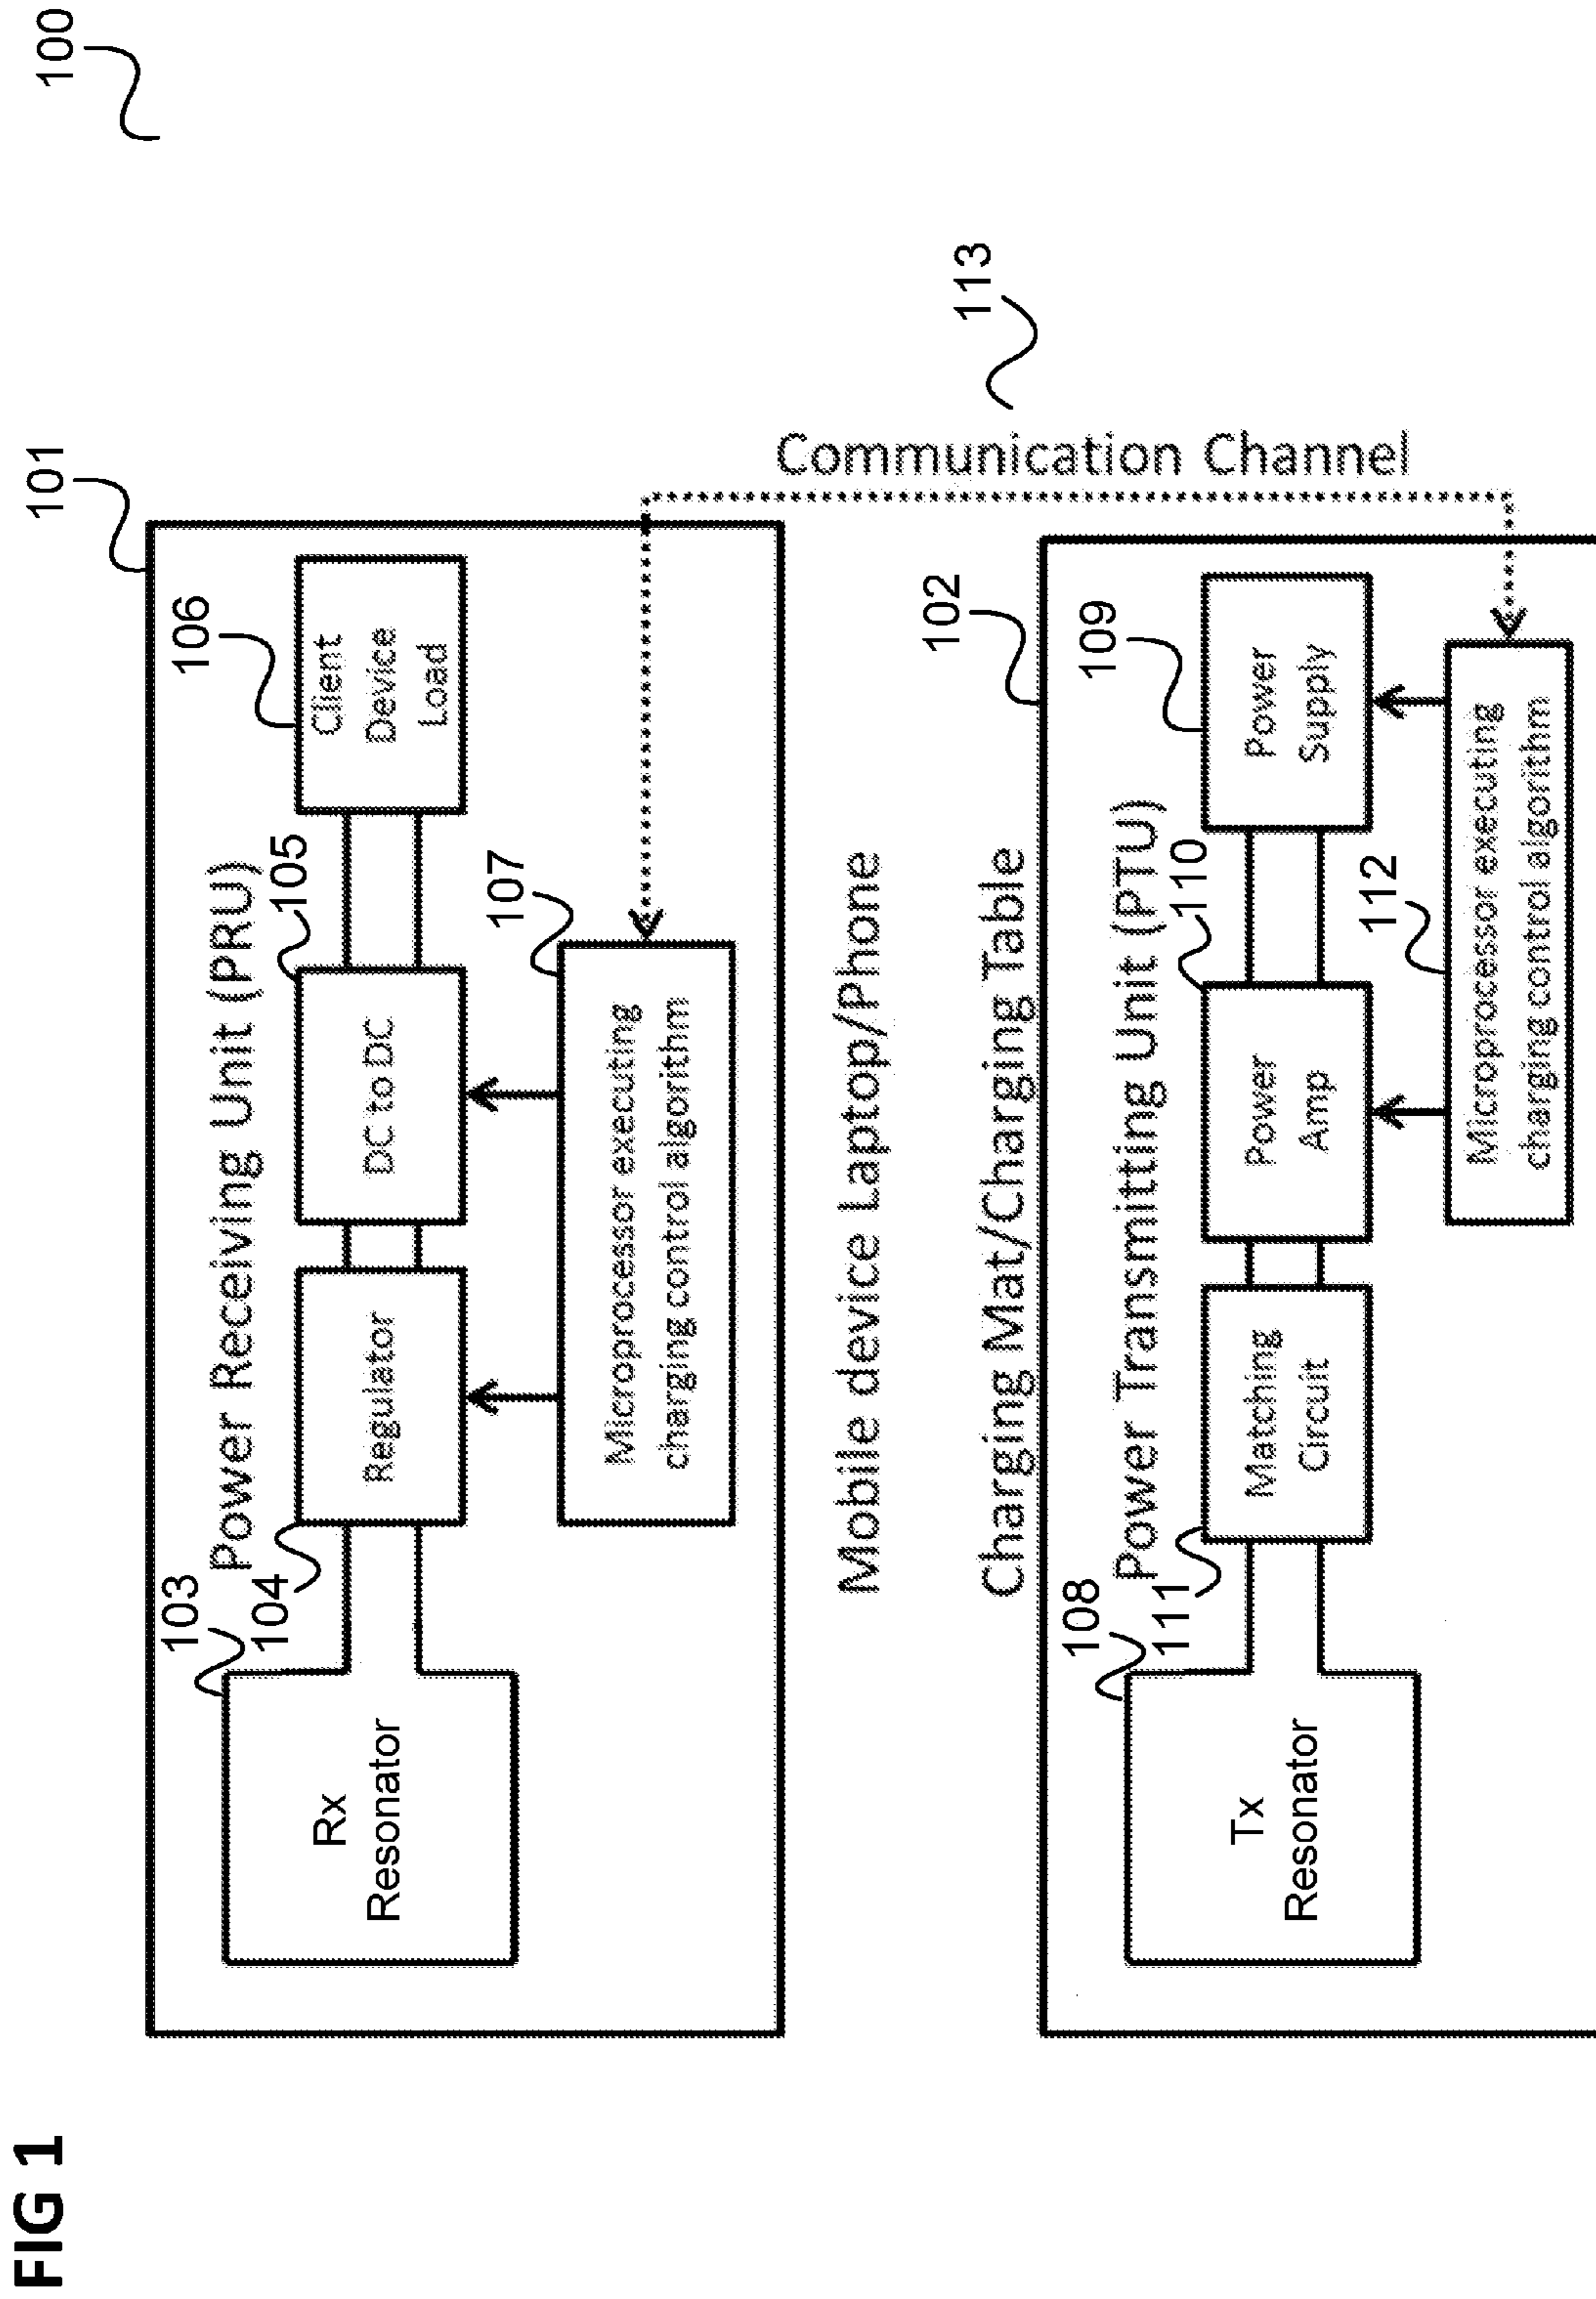 FIG 1
100
101
Power Receiving Unit (PRU)
103
104
105
106
Rx
Resonator
Regulator
DC to DC
Client
Device
Load
107
Microprocessor executing
charging control algorithm
Mobile device Laptop/Phone
113
Communication Channel
Charging Mat/Charging Table
102
Power Transmitting Unit (PTU)
108
111
110
109
Tx
Resonator
Matching
Circuit
Power
Amp
Power
Supply
112
Microprocessor executing
charging control algorithm